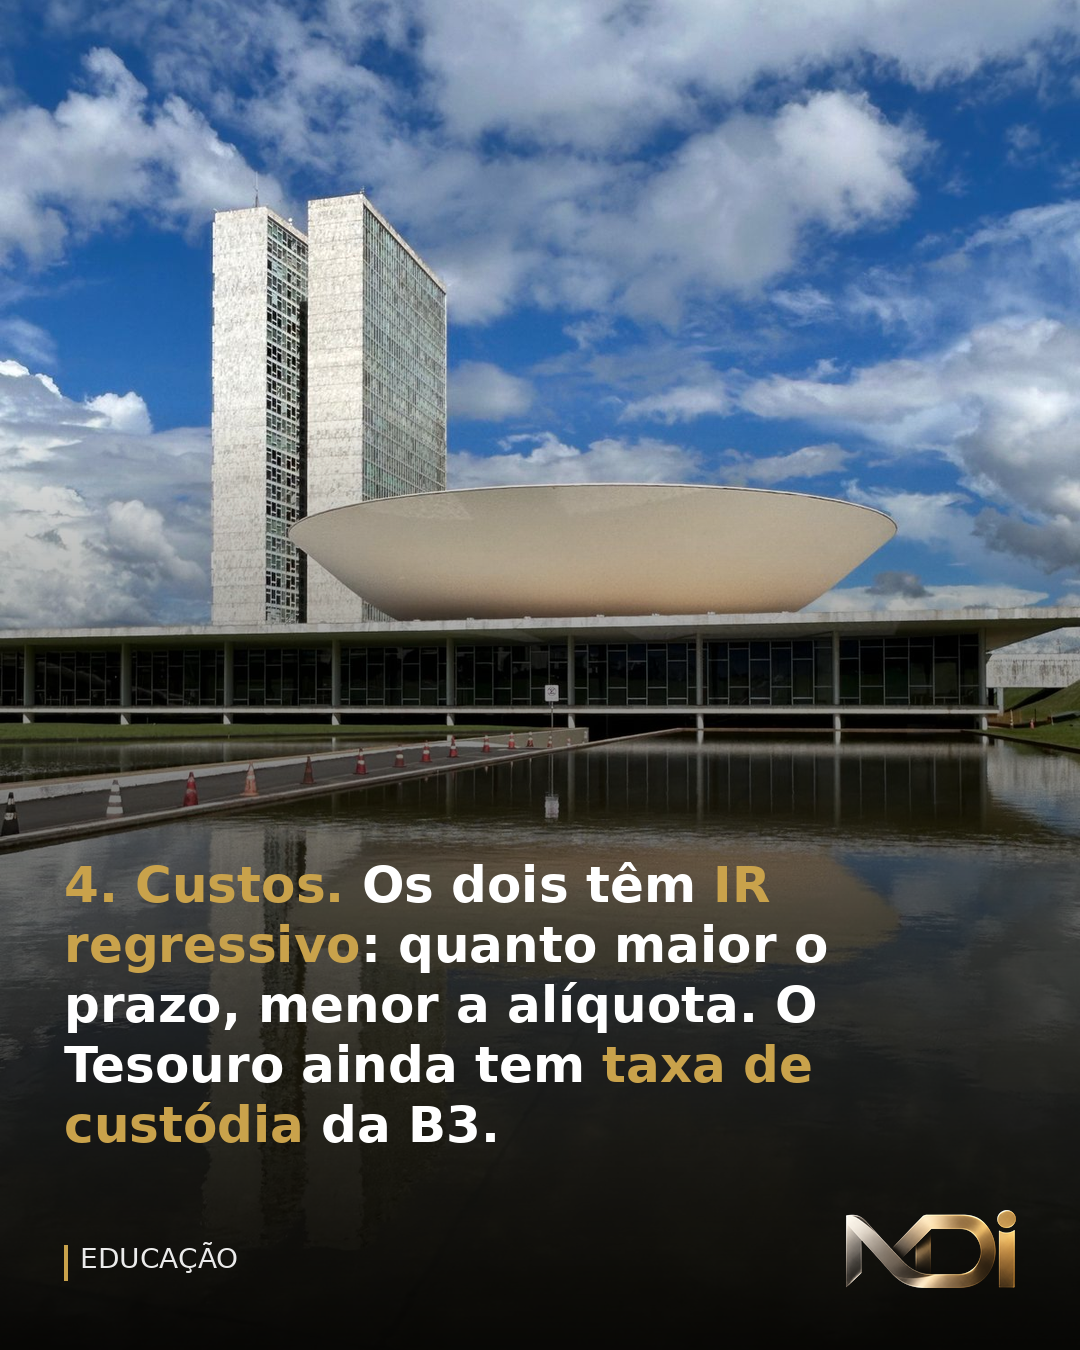 4. Custos. Os dois têm IR
regressivo: quanto maior o
prazo, menor a alíquota. O
Tesouro ainda tem taxa de
custódia da B3.
EDUCAÇÃO
MDi